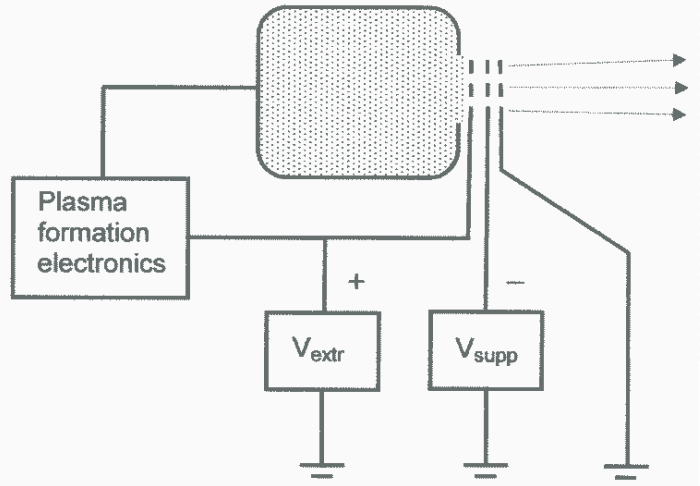 Plasma
formation
electronics
+
−
V_extr
V_supp